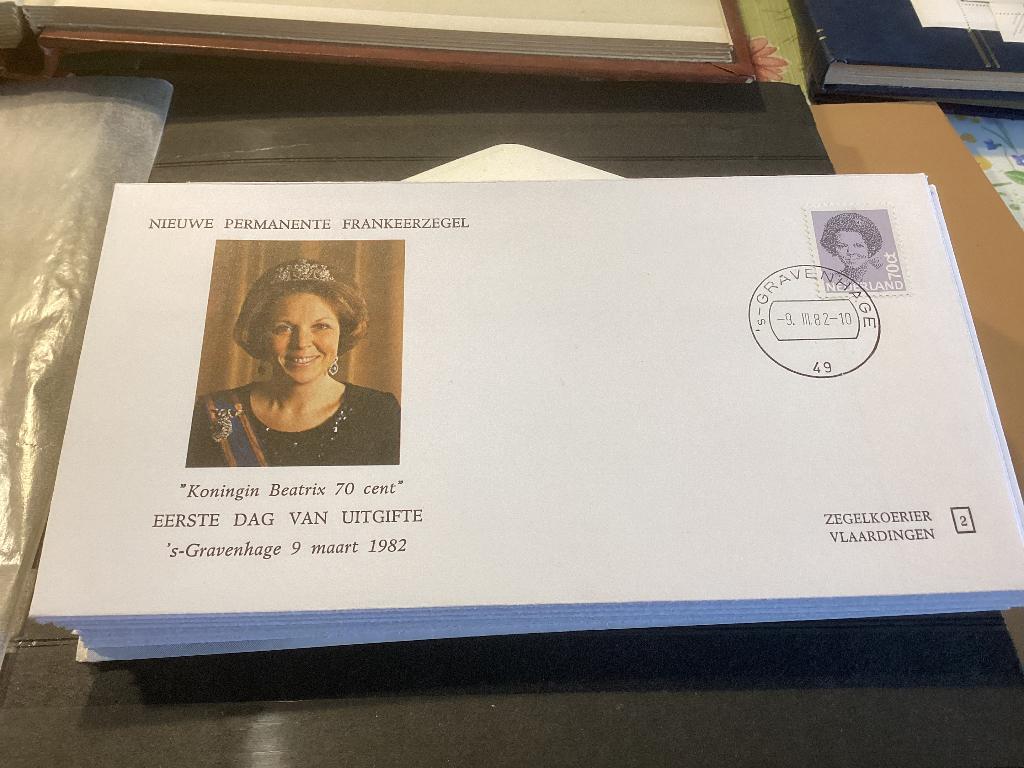 NIEUWE PERMANENTE FRANKEERZEGEL
NEDERLAND 70ct
's-GRAVENHAGE
-9. III.82-10
49
"Koningin Beatrix 70 cent"
EERSTE DAG VAN UITGIFTE
's-Gravenhage 9 maart 1982
ZEGELKOERIER 2
VLAARDINGEN